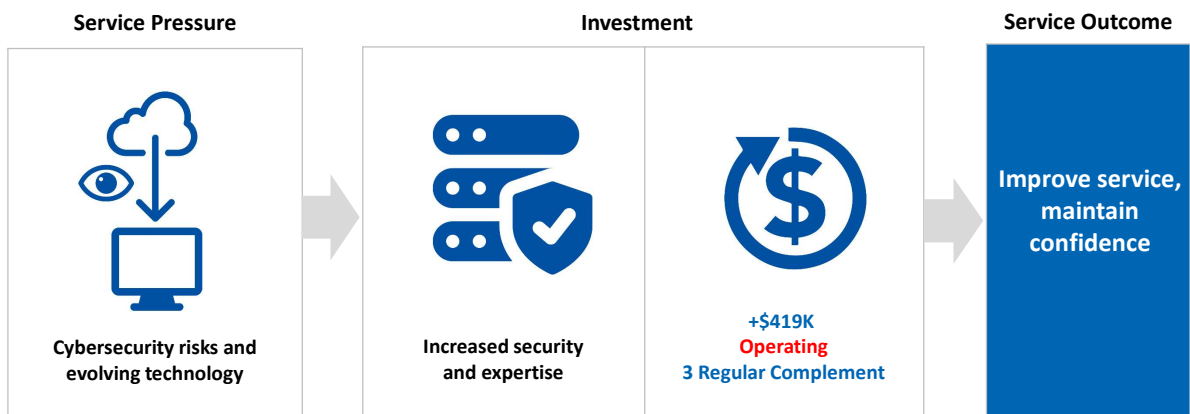 Service Pressure
Investment
Service Outcome
Cybersecurity risks and
evolving technology
Increased security
and expertise
$
+$419K
Operating
3 Regular Complement
Improve service,
maintain
confidence